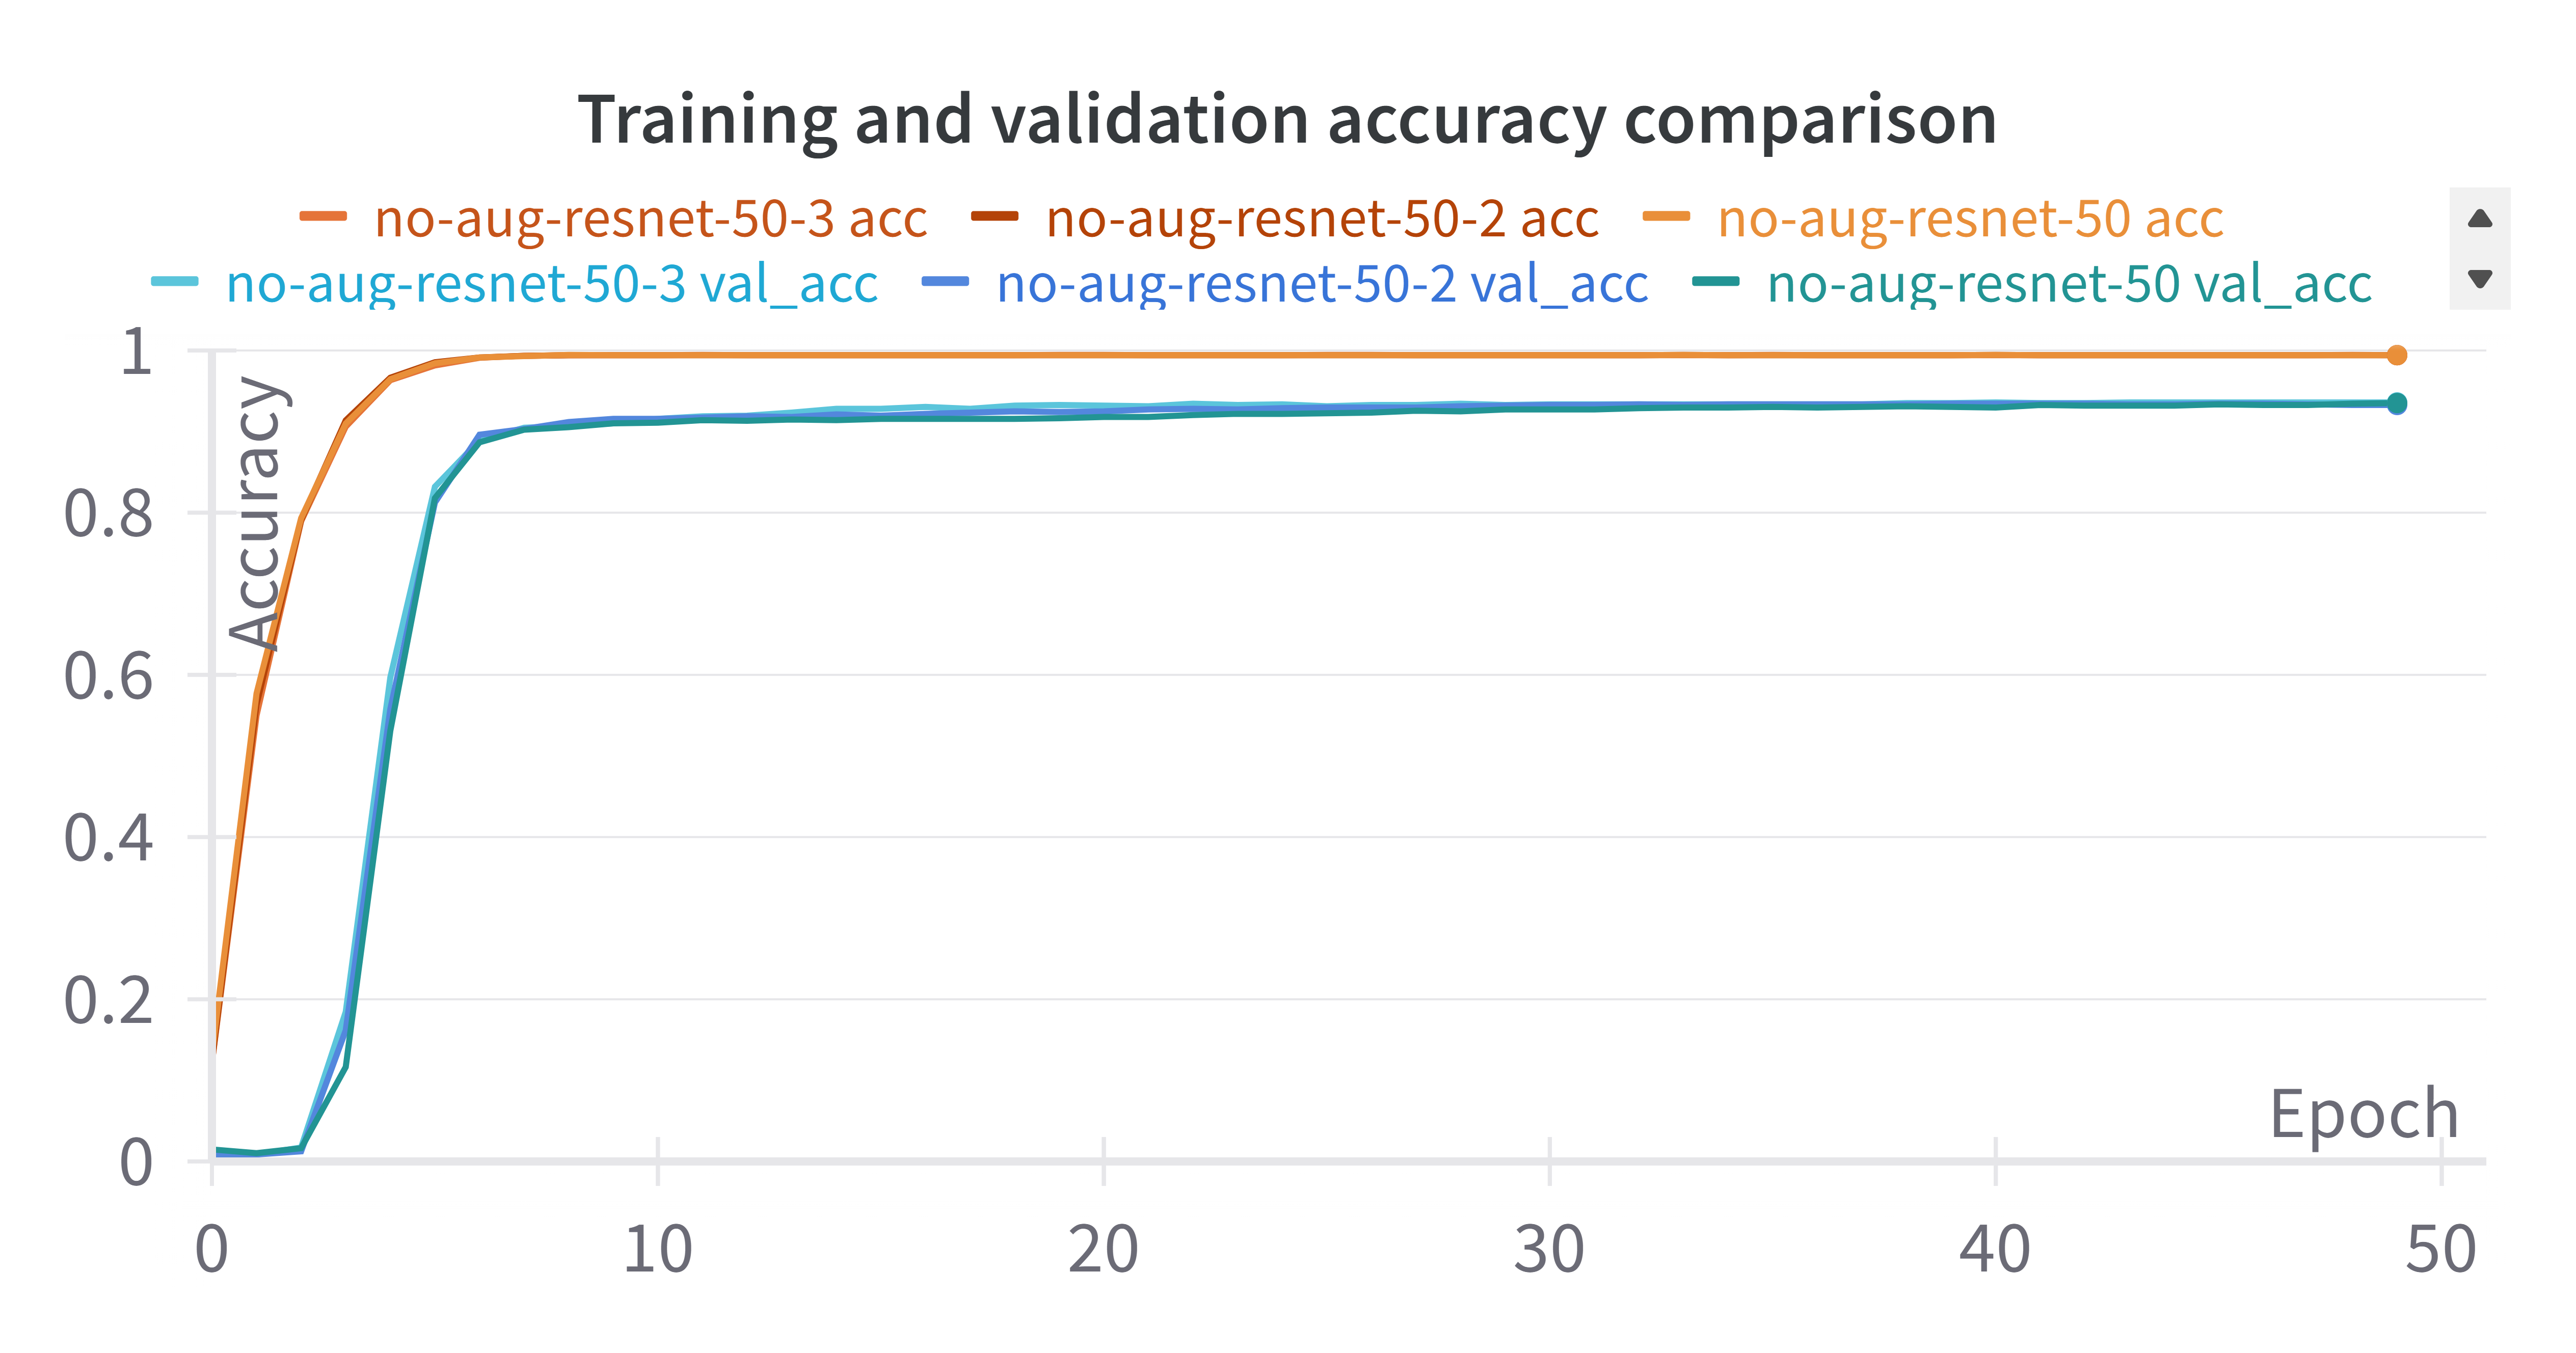 Training and validation accuracy comparison
no-aug-resnet-50-3 acc no-aug-resnet-50-2 acc no-aug-resnet-50 acc
no-aug-resnet-50-3 val_acc no-aug-resnet-50-2 val_acc no-aug-resnet-50 val_acc
1
0.8
0.6
0.4
0.2
0
Accuracy
Epoch
0 10 20 30 40 50